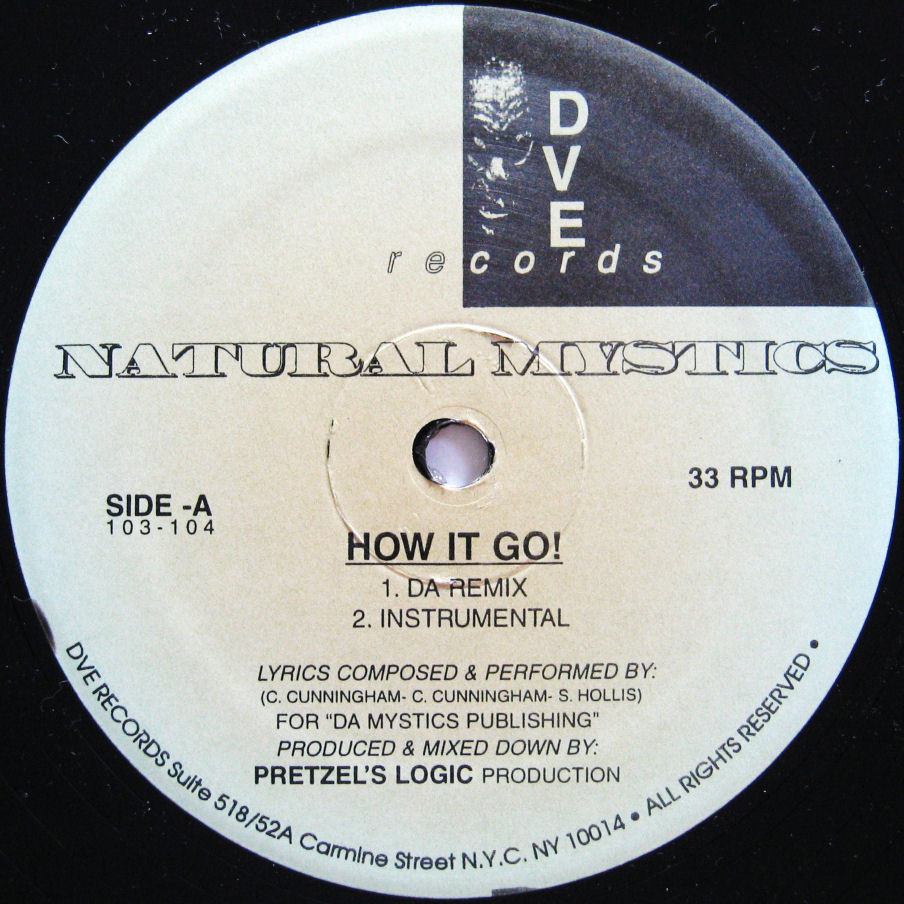 D
V
E
records
NATURAL MYSTICS
33 RPM
SIDE -A
103-104
HOW IT GO!
1. DA REMIX
2. INSTRUMENTAL
LYRICS COMPOSED & PERFORMED BY:
(C. CUNNINGHAM- C. CUNNINGHAM- S. HOLLIS)
FOR "DA MYSTICS PUBLISHING"
PRODUCED & MIXED DOWN BY:
PRETZEL'S LOGIC PRODUCTION
DVE RECORDS Suite 518/52A Carmine Street N.Y.C. NY 10014 • ALL RIGHTS RESERVED •